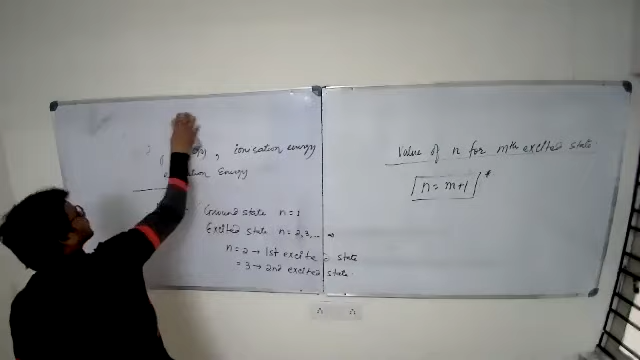 , ionisation energy
Energy
Ground state n = 1
Excited state n = 2, 3, ... ∞
n = 2 → 1st excited state
= 3 → 2nd excited state.
Value of n for mth excited state.
n = m+1 *